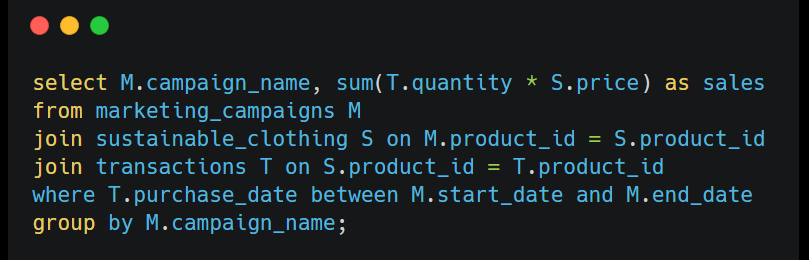 select M.campaign_name, sum(T.quantity * S.price) as sales
from marketing_campaigns M
join sustainable_clothing S on M.product_id = S.product_id
join transactions T on S.product_id = T.product_id
where T.purchase_date between M.start_date and M.end_date
group by M.campaign_name;